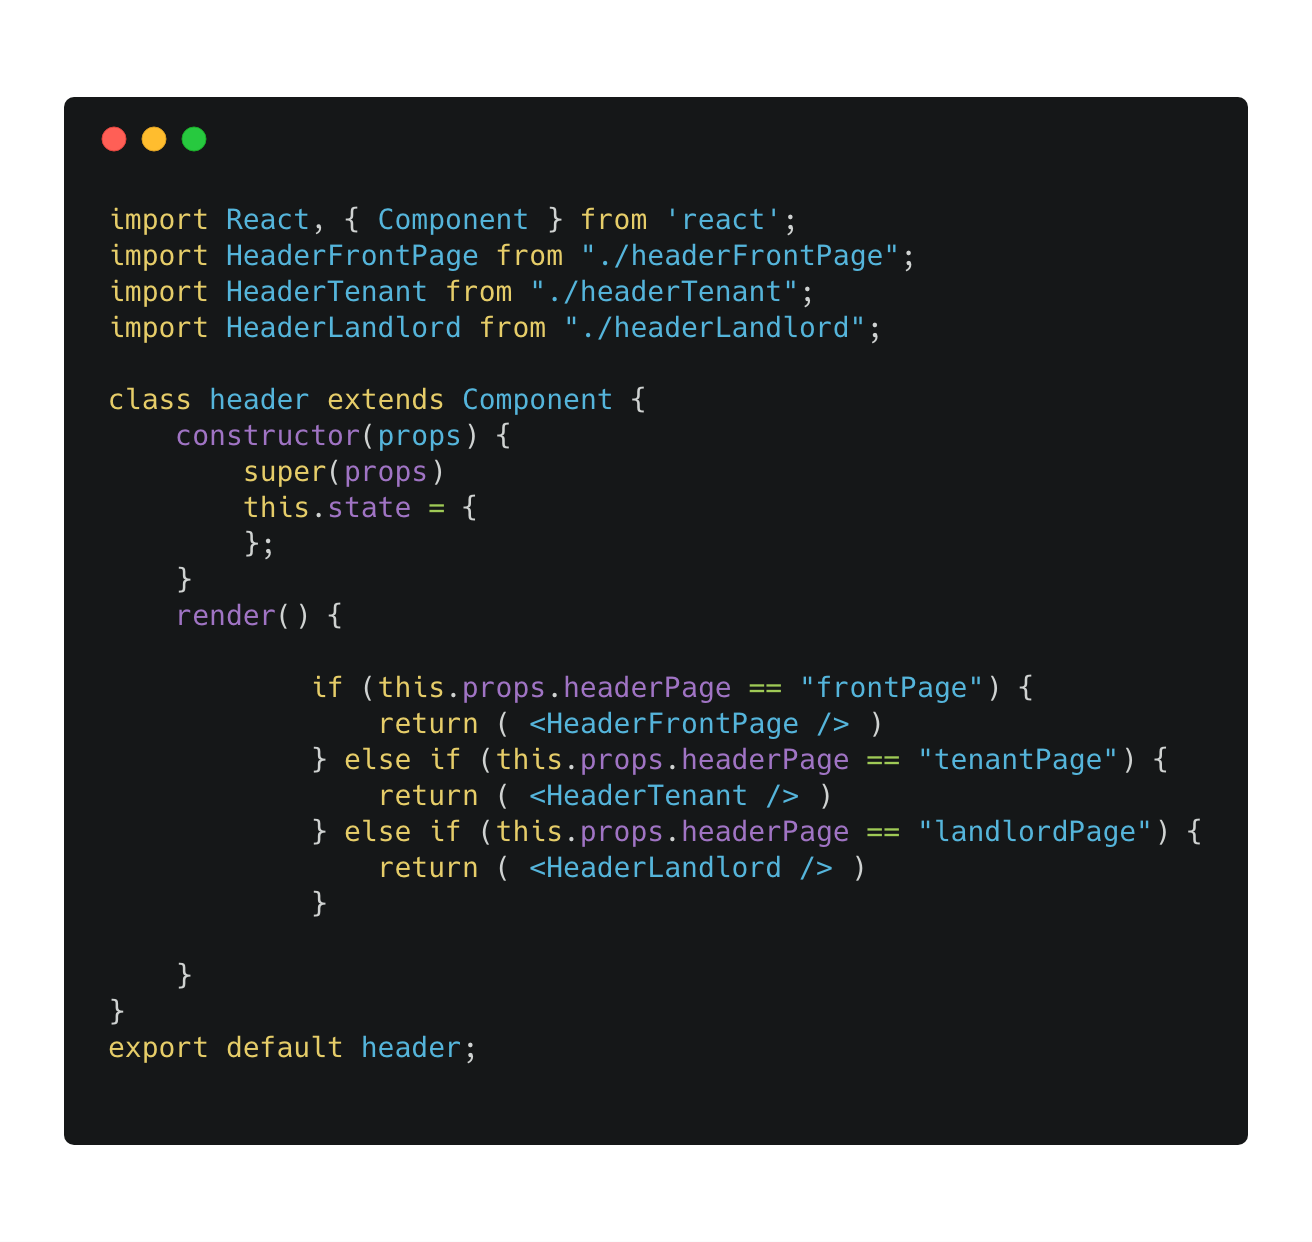 import React, { Component } from 'react';
import HeaderFrontPage from "./headerFrontPage";
import HeaderTenant from "./headerTenant";
import HeaderLandlord from "./headerLandlord";

class header extends Component {
    constructor(props) {
        super(props)
        this.state = {
        };
    }
    render() {

            if (this.props.headerPage == "frontPage") {
                return ( <HeaderFrontPage /> )
            } else if (this.props.headerPage == "tenantPage") {
                return ( <HeaderTenant /> )
            } else if (this.props.headerPage == "landlordPage") {
                return ( <HeaderLandlord /> )
            }

    }
}
export default header;